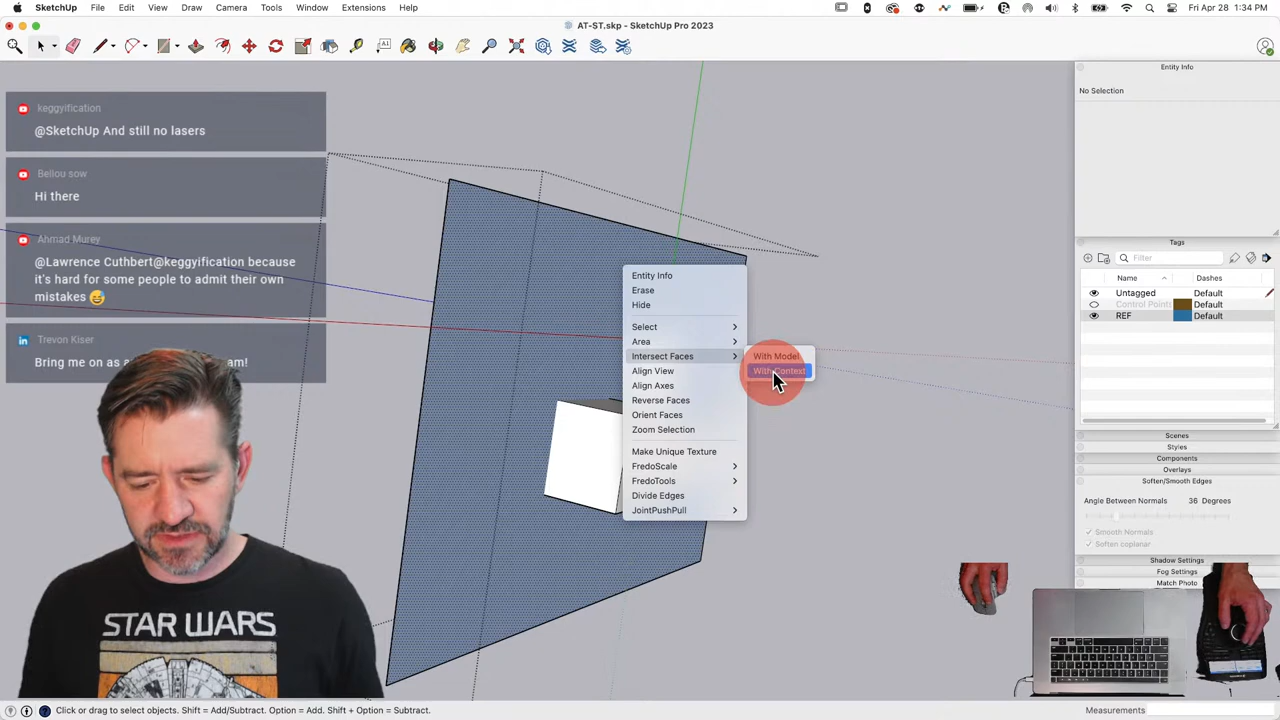 SketchUp File Edit View Draw Camera Tools Window Extensions Help Fri Apr 28 1:34 PM
AT-ST.skp - SketchUp Pro 2023
keggyification
@SketchUp And still no lasers
Bellou sow
Hi there
Ahmad Murey
@Lawrence Cuthbert@keggyification because
it's hard for some people to admit their own
mistakes 😅
Trevon Kiser
Bring me on as a
am!
STAR WARS
Entity Info
Erase
Hide
Select
Area
Intersect Faces
Align View
Align Axes
Reverse Faces
Orient Faces
Zoom Selection
Make Unique Texture
FredoScale
FredoTools
Divide Edges
JointPushPull
With Model
With Context
Entity Info
No Selection
Tags
Filter
Name Dashes
Untagged Default
Control Points Default
REF Default
Scenes
Styles
Components
Overlays
Soften/Smooth Edges
Angle Between Normals 36 Degrees
Smooth Normals
Soften coplanar
Shadow Settings
Fog Settings
Match Photo
Click or drag to select objects. Shift = Add/Subtract. Option = Add. Shift + Option = Subtract. Measurements